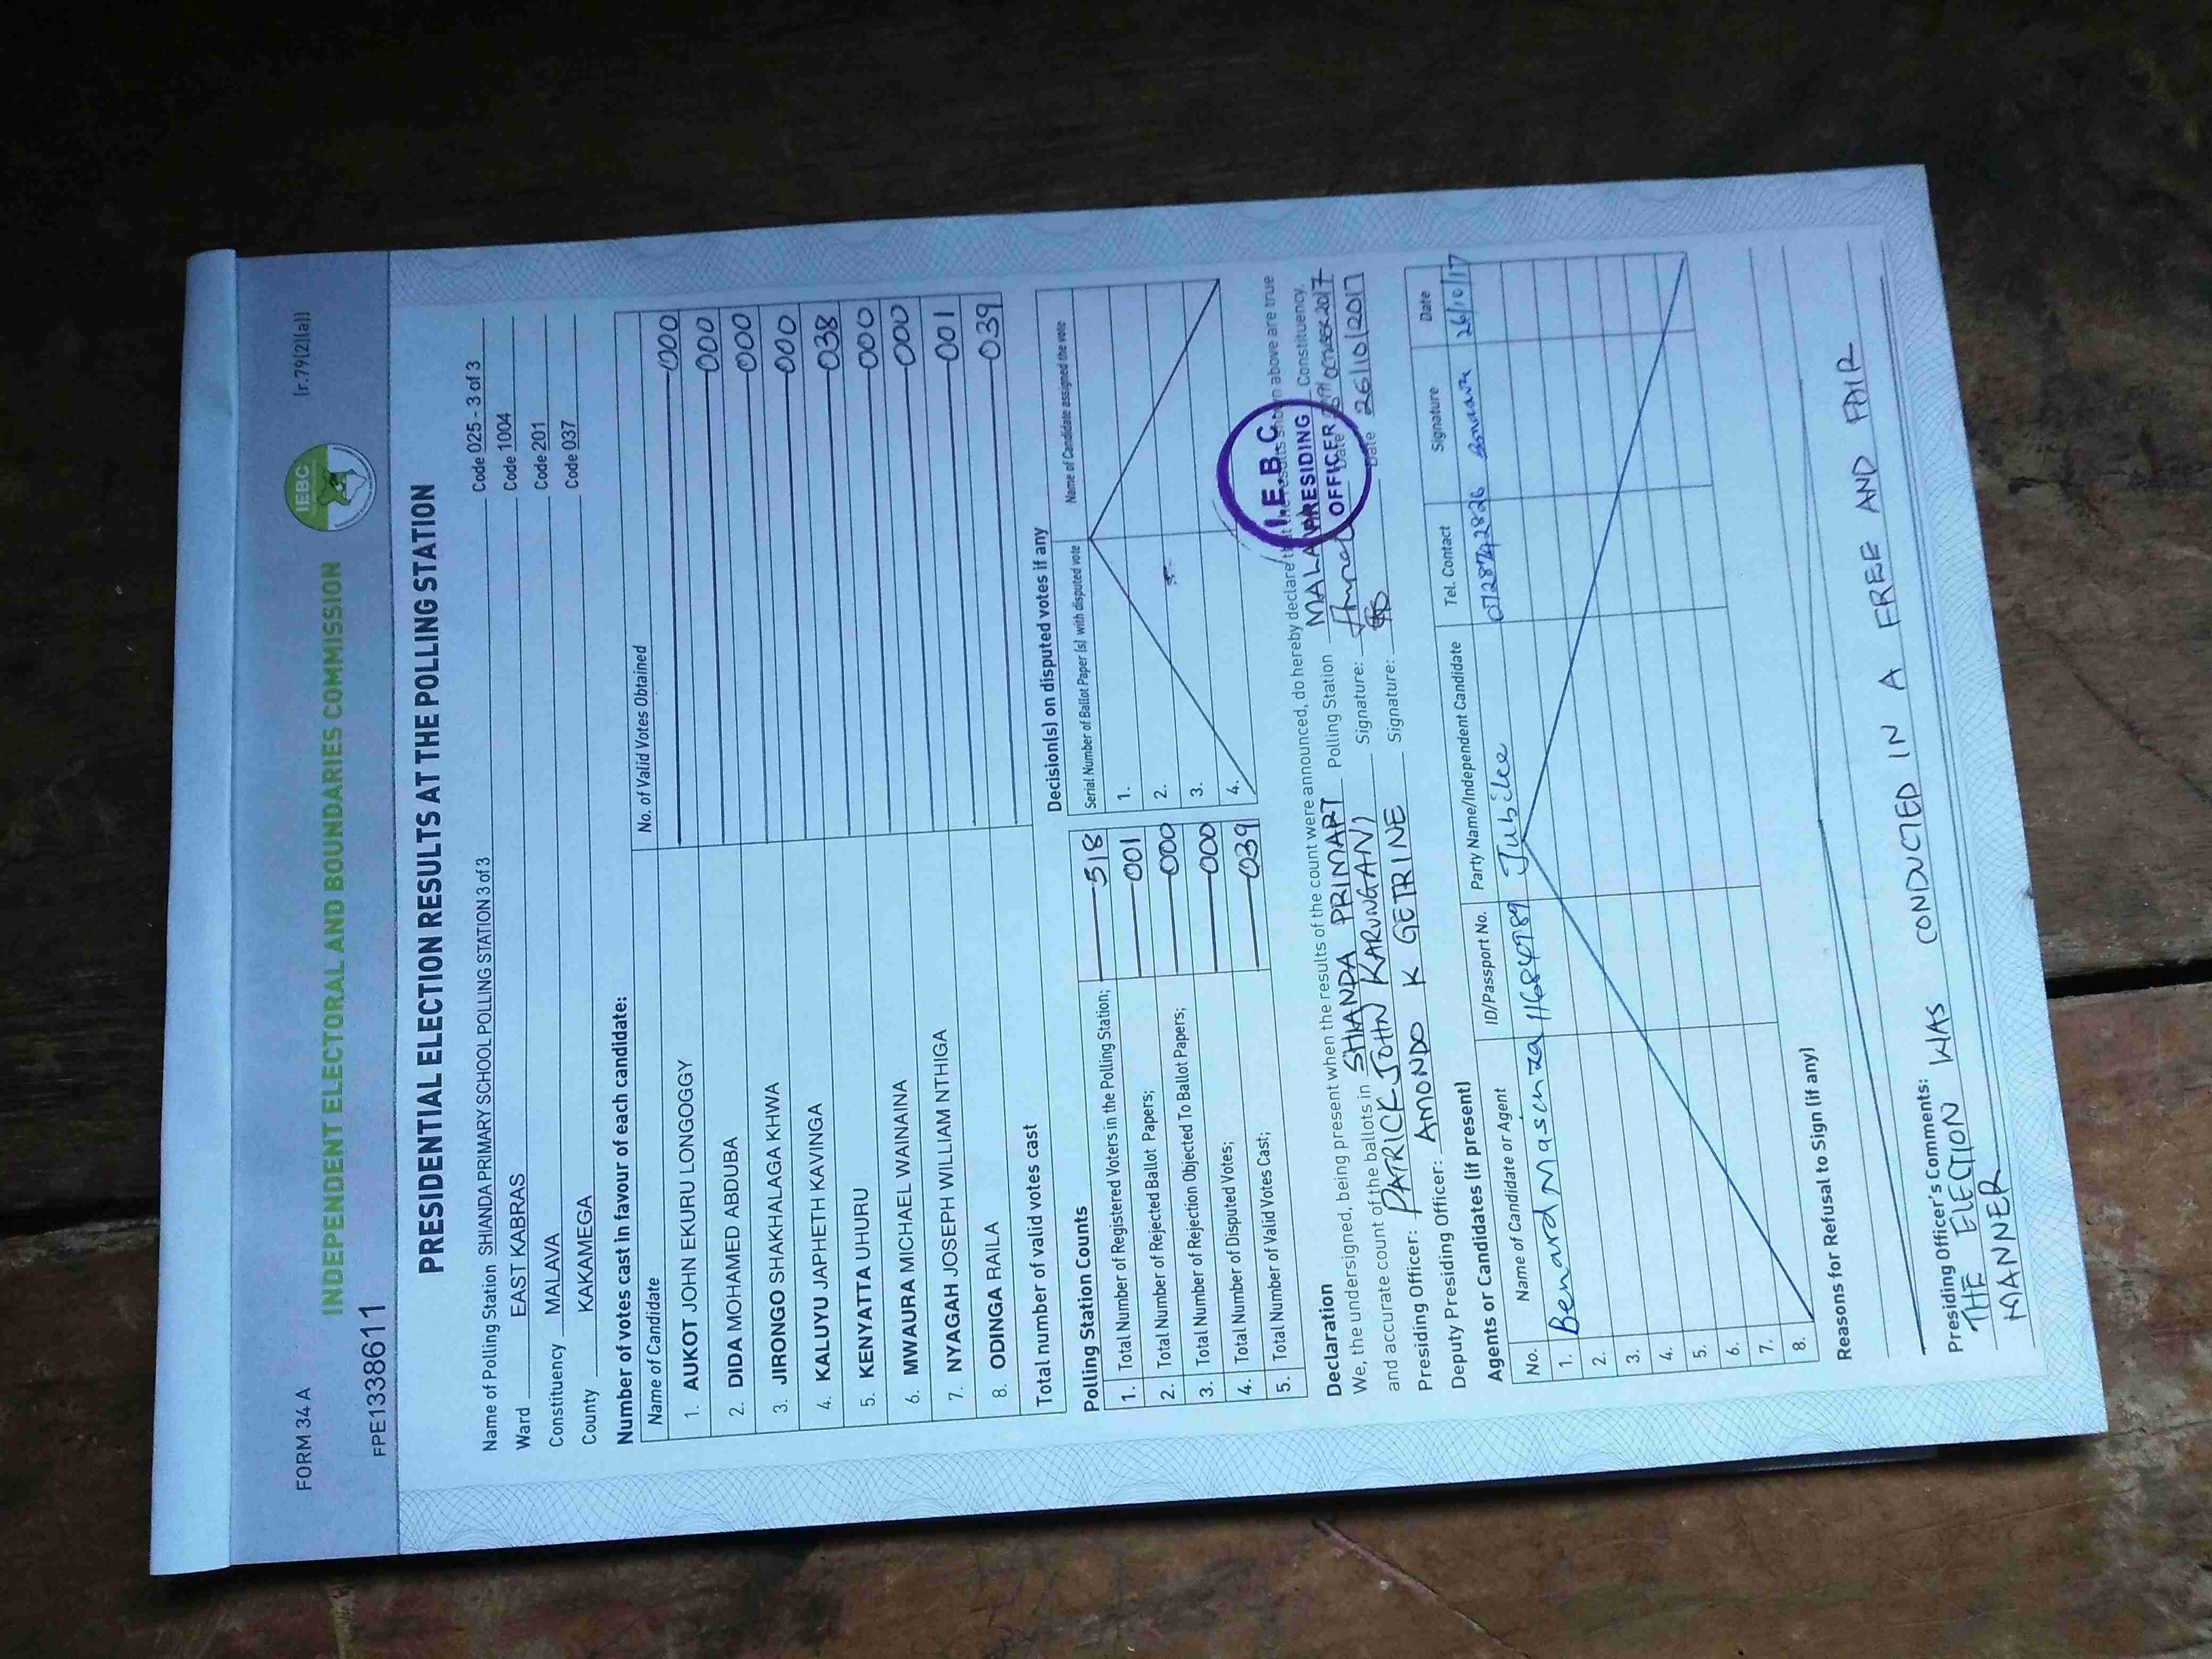 FORM 34 A (r.79(2)(a))
INDEPENDENT ELECTORAL AND BOUNDARIES COMMISSION IEBC
FPE1338611
PRESIDENTIAL ELECTION RESULTS AT THE POLLING STATION
Name of Polling Station SHIANDA PRIMARY SCHOOL POLLING STATION 3 of 3 Code 025 - 3 of 3
Ward EAST KABRAS Code 1004
Constituency MALAVA Code 201
County KAKAMEGA Code 037
Number of votes cast in favour of each candidate:
Name of Candidate No. of Valid Votes Obtained
1. AUKOT JOHN EKURU LONGOGGY 000
2. DIDA MOHAMED ABDUBA 000
3. JIRONGO SHAKHALAGA KHWA 000
4. KALUYU JAPHETH KAVINGA 000
5. KENYATTA UHURU 038
6. MWAURA MICHAEL WAINAINA 000
7. NYAGAH JOSEPH WILLIAM NTHIGA 000
8. ODINGA RAILA 001
Total number of valid votes cast 039
Polling Station Counts
1. Total Number of Registered Voters in the Polling Station; 518
2. Total Number of Rejected Ballot Papers; 001
3. Total Number of Rejection Objected To Ballot Papers; 000
4. Total Number of Disputed Votes; 000
5. Total Number of Valid Votes Cast; 039
Decision(s) on disputed votes if any
Serial Number of Ballot Paper (s) with disputed vote Name of Candidate assigned the vote
1.
2.
3.
4.
Declaration
We, the undersigned, being present when the results of the count were announced, do hereby declare that the results shown above are true
and accurate count of the ballots in SHIANDA PRIMARY Polling Station MALAVA Constituency.
Presiding Officer: PATRICK JOHN KARUNGANI Signature: Date 26TH OCTOBER 2017
Deputy Presiding Officer: AMONDO K GETRINE Signature: Date 26/10/2017
I.E.B.C.
PRESIDING
OFFICER
Agents or Candidates (if present)
No. Name of Candidate or Agent ID/Passport No. Party Name/Independent Candidate Tel. Contact Signature Date
1. Benard Masinza 11684789 Jubilee 0728742826 26/10/17
2.
3.
4.
5.
6.
7.
8.
Reasons for Refusal to Sign (if any)
Presiding Officer's Comments:
THE ELECTION WAS CONDUCTED IN A FREE AND FAIR
MANNER